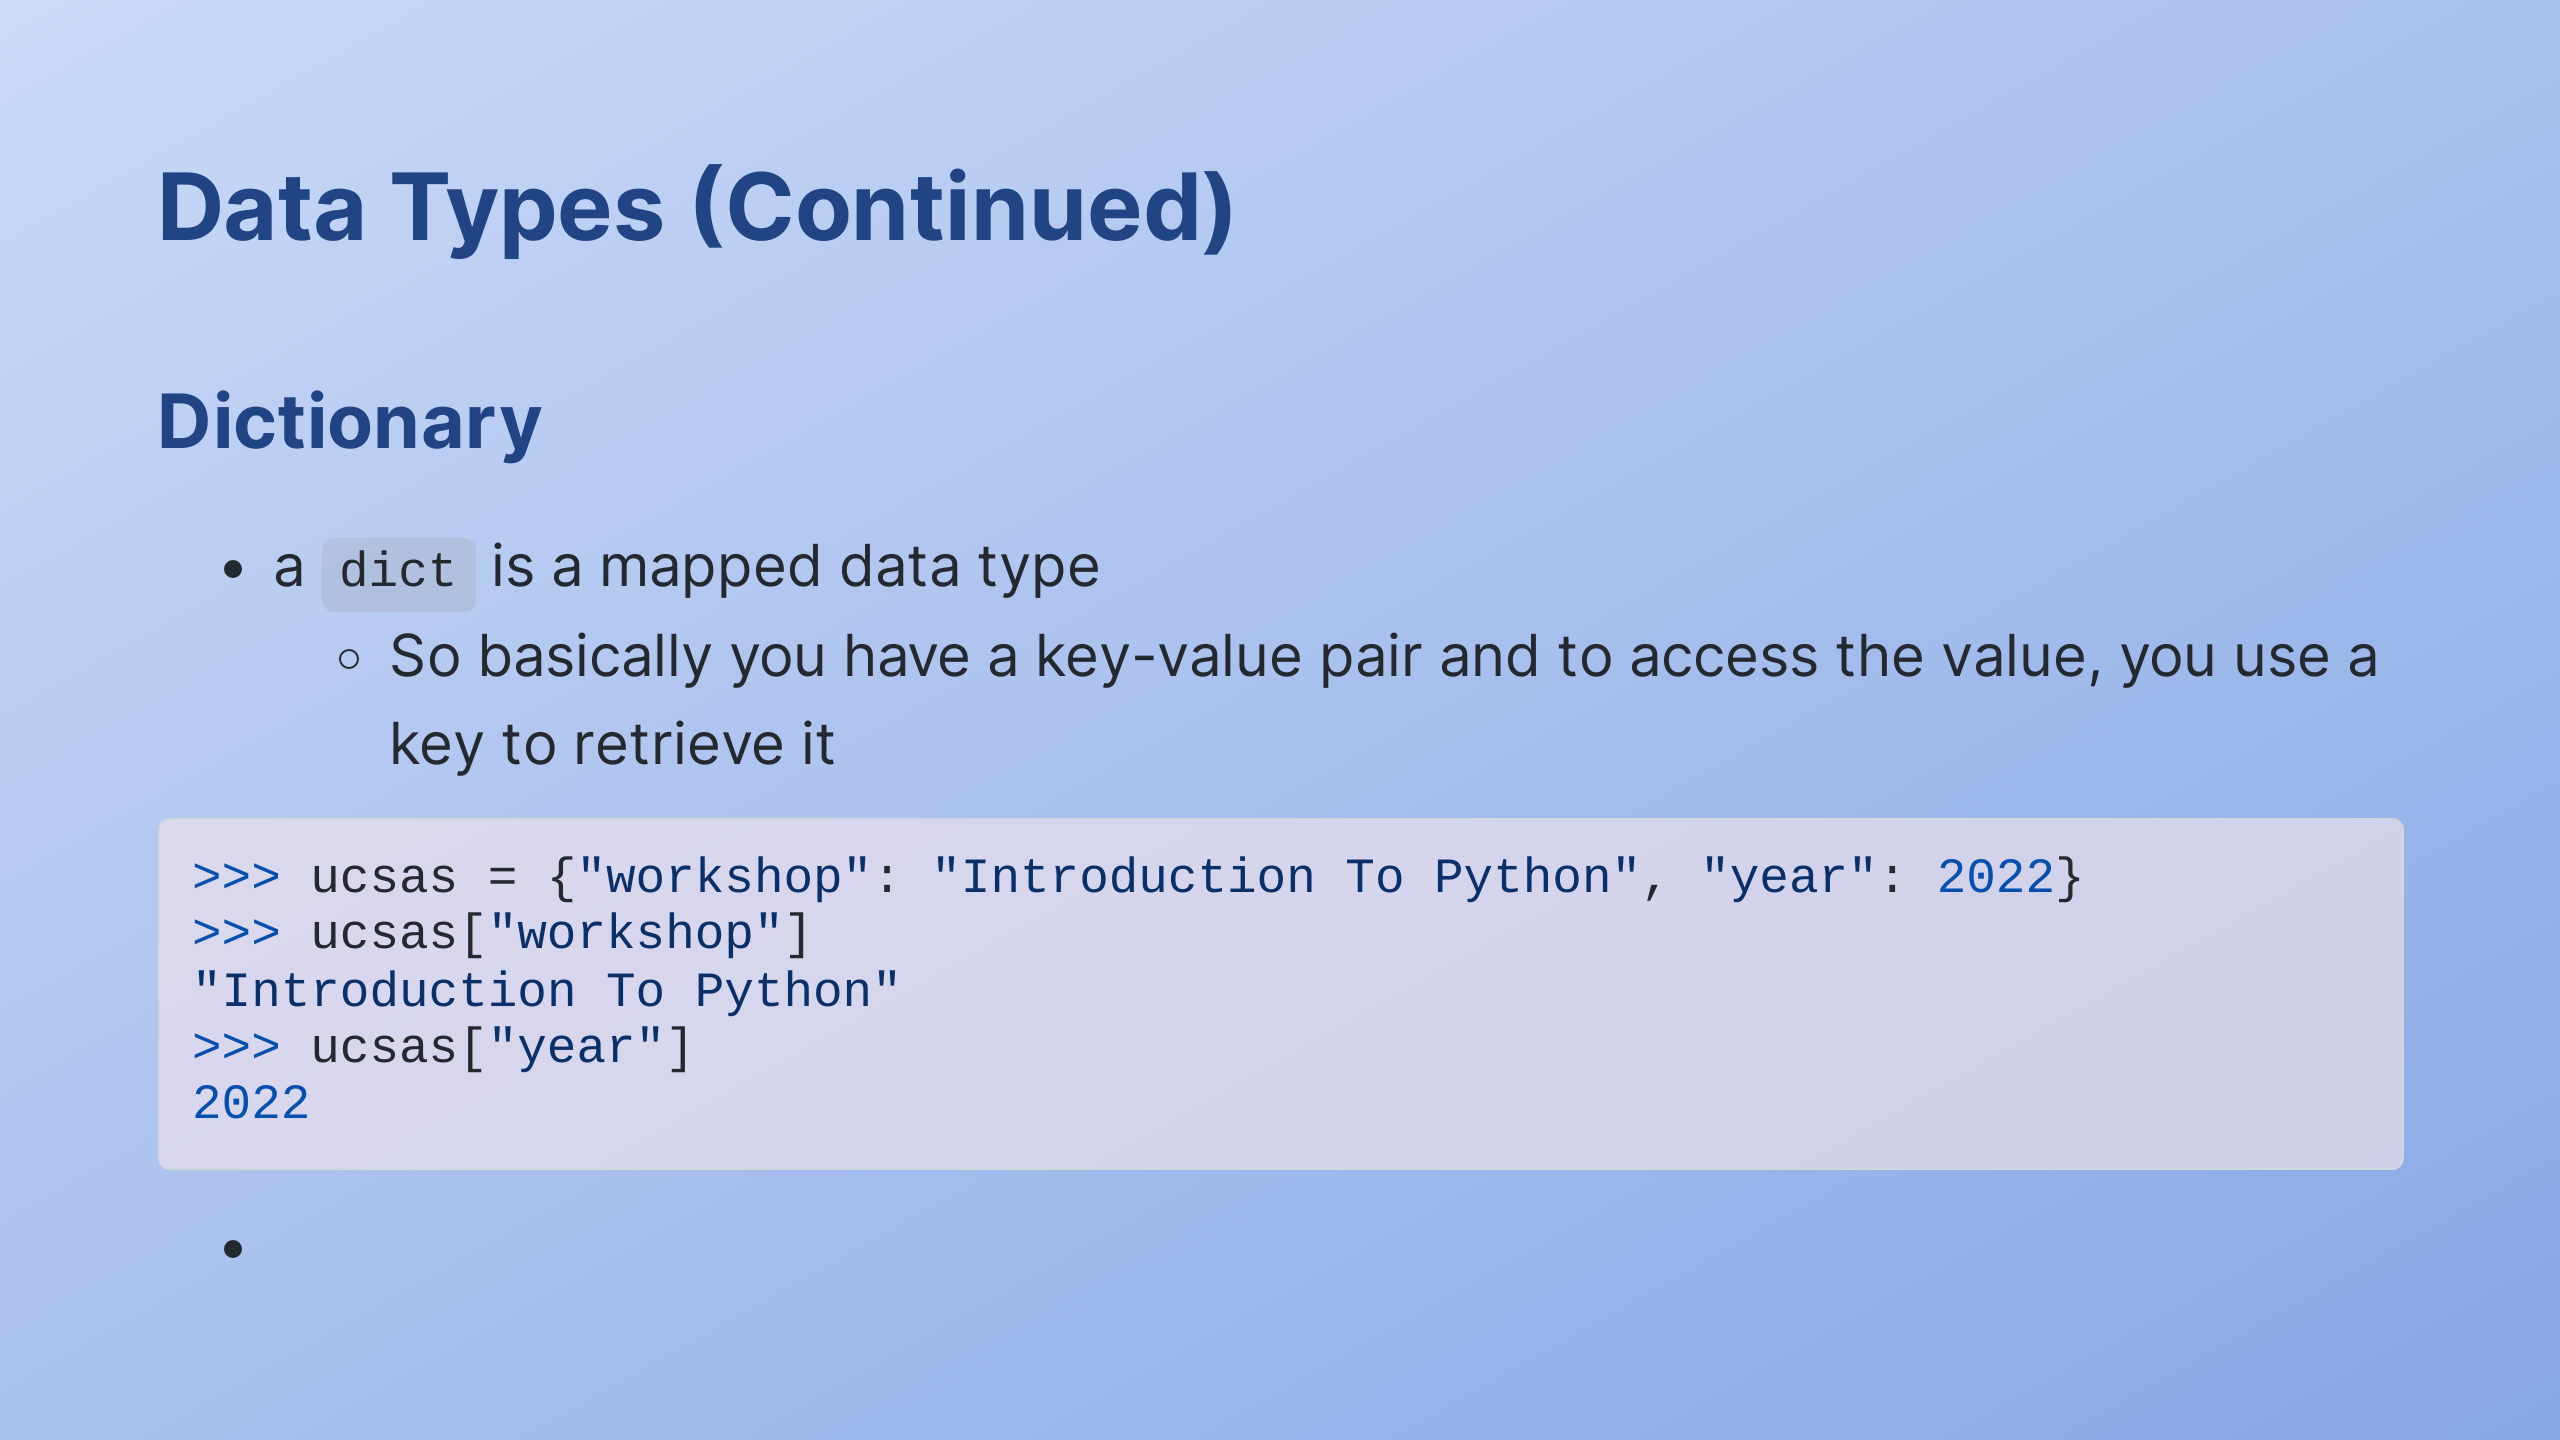 Data Types (Continued)
Dictionary
• a dict is a mapped data type
◦ So basically you have a key-value pair and to access the value, you use a
key to retrieve it
>>> ucsas = {"workshop": "Introduction To Python", "year": 2022}
>>> ucsas["workshop"]
"Introduction To Python"
>>> ucsas["year"]
2022
•